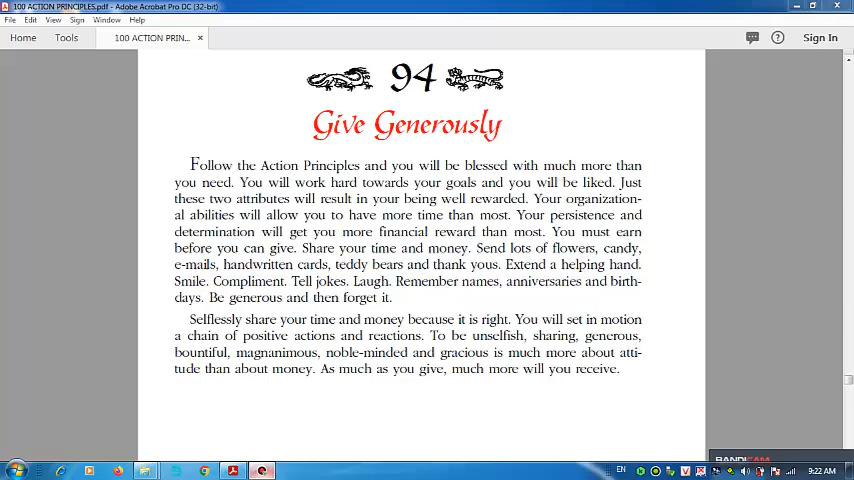 100 ACTION PRINCIPLES.pdf - Adobe Acrobat Pro DC (32-bit)
File Edit View Sign Window Help
Home Tools 100 ACTION PRIN... × Sign In
94
Give Generously
Follow the Action Principles and you will be blessed with much more than
you need. You will work hard towards your goals and you will be liked. Just
these two attributes will result in your being well rewarded. Your organization-
al abilities will allow you to have more time than most. Your persistence and
determination will get you more financial reward than most. You must earn
before you can give. Share your time and money. Send lots of flowers, candy,
e-mails, handwritten cards, teddy bears and thank yous. Extend a helping hand.
Smile. Compliment. Tell jokes. Laugh. Remember names, anniversaries and birth-
days. Be generous and then forget it.
Selflessly share your time and money because it is right. You will set in motion
a chain of positive actions and reactions. To be unselfish, sharing, generous,
bountiful, magnanimous, noble-minded and gracious is much more about atti-
tude than about money. As much as you give, much more will you receive.
BANDICAM
EN 9:22 AM